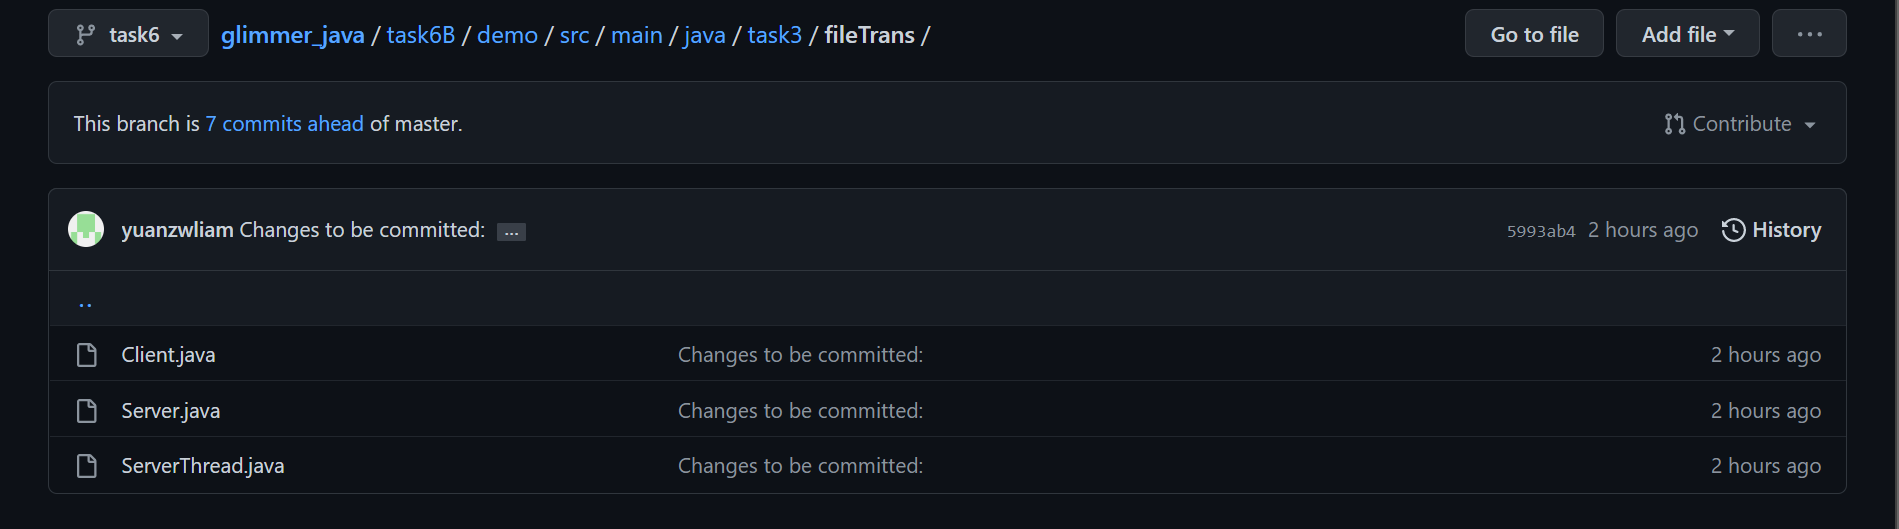 task6 glimmer_java / task6B / demo / src / main / java / task3 / fileTrans / Go to file Add file ...
This branch is 7 commits ahead of master. Contribute
yuanzwliam Changes to be committed: ... 5993ab4 2 hours ago History
..
Client.java Changes to be committed: 2 hours ago
Server.java Changes to be committed: 2 hours ago
ServerThread.java Changes to be committed: 2 hours ago